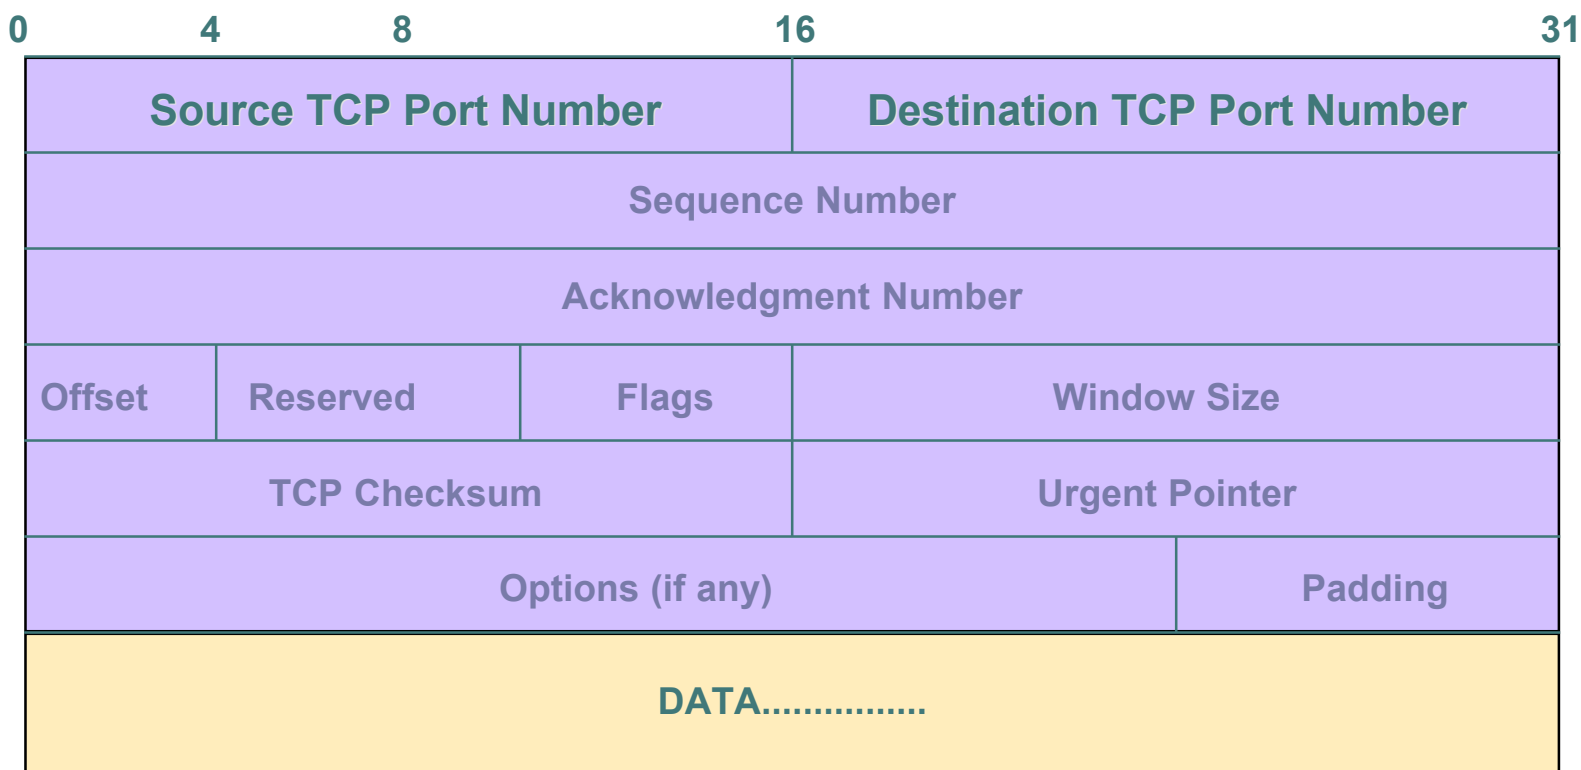 0 4 8 16 31
Source TCP Port Number Destination TCP Port Number
Sequence Number
Acknowledgment Number
Offset Reserved Flags Window Size
TCP Checksum Urgent Pointer
Options (if any) Padding
DATA................